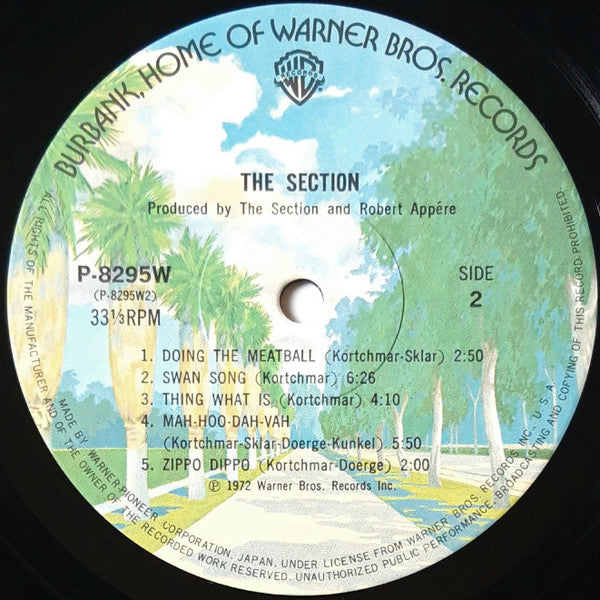 BURBANK, HOME OF WARNER BROS. RECORDS
WB
RECORDS
THE SECTION
Produced by The Section and Robert Appére
P-8295W
(P-8295W2)
33⅓RPM
SIDE
2
1. DOING THE MEATBALL (Kortchmar-Sklar) 2:50
2. SWAN SONG (Kortchmar) 6:26
3. THING WHAT IS (Kortchmar) 4:10
4. MAH-HOO-DAH-VAH
(Kortchmar-Sklar-Doerge-Kunkel) 5:50
5. ZIPPO DIPPO (Kortchmar-Doerge) 2:00
℗ 1972 Warner Bros. Records Inc.
MADE BY WARNER-PIONEER CORPORATION, JAPAN, UNDER LICENSE FROM WARNER BROS. RECORDS INC., U.S.A.
ALL RIGHTS OF THE MANUFACTURER AND OF THE OWNER OF THE RECORDED WORK RESERVED. UNAUTHORIZED PUBLIC PERFORMANCE, BROADCASTING AND COPYING OF THIS RECORD PROHIBITED